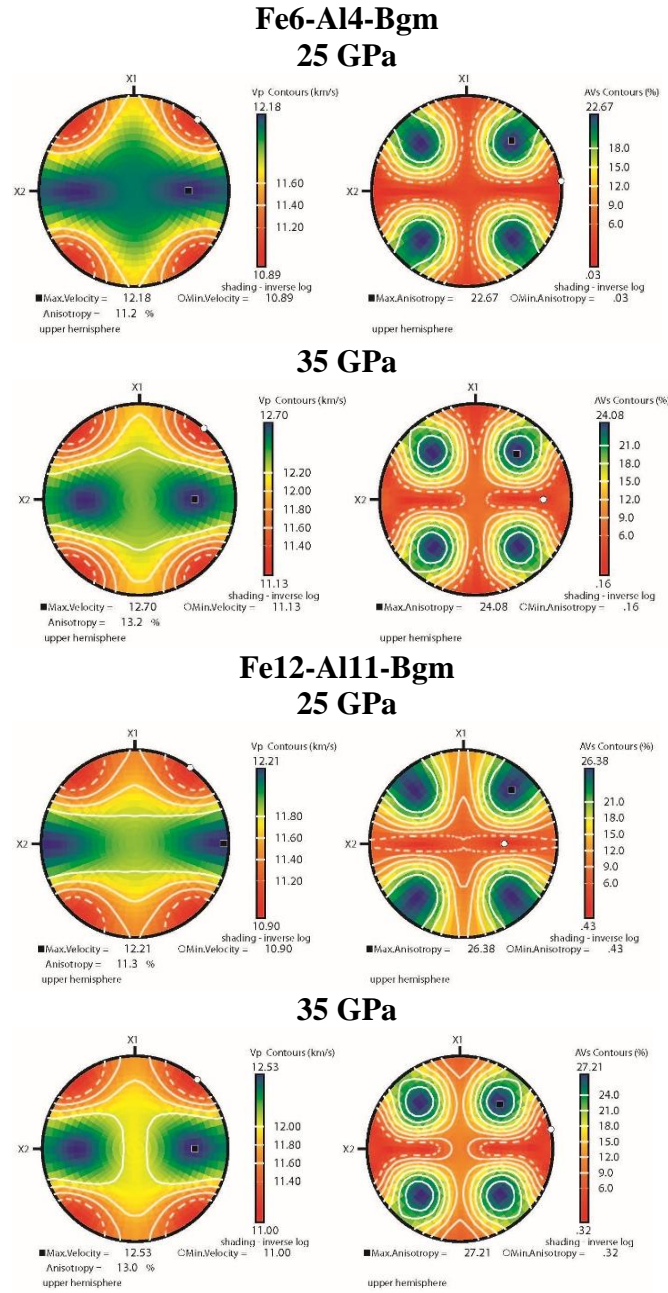 Fe6-Al4-Bgm
25 GPa
X1
X2
Vp Contours (km/s)
12.18
11.60
11.40
11.20
10.89
shading - inverse log
■Max.Velocity = 12.18 ○Min.Velocity = 10.89
Anisotropy = 11.2 %
upper hemisphere
X1
X2
AVs Contours (%)
22.67
18.0
15.0
12.0
9.0
6.0
.03
shading - inverse log
■Max.Anisotropy = 22.67 ○Min.Anisotropy = .03
upper hemisphere
35 GPa
X1
X2
Vp Contours (km/s)
12.70
12.20
12.00
11.80
11.60
11.40
11.13
shading - inverse log
■Max.Velocity = 12.70 ○Min.Velocity = 11.13
Anisotropy = 13.2 %
upper hemisphere
X1
X2
AVs Contours (%)
24.08
21.0
18.0
15.0
12.0
9.0
6.0
.16
shading - inverse log
■Max.Anisotropy = 24.08 ○Min.Anisotropy = .16
upper hemisphere
Fe12-Al11-Bgm
25 GPa
X1
X2
Vp Contours (km/s)
12.21
11.80
11.60
11.40
11.20
10.90
shading - inverse log
■Max.Velocity = 12.21 ○Min.Velocity = 10.90
Anisotropy = 11.3 %
upper hemisphere
X1
X2
AVs Contours (%)
26.38
21.0
18.0
15.0
12.0
9.0
6.0
.43
shading - inverse log
■Max.Anisotropy = 26.38 ○Min.Anisotropy = .43
upper hemisphere
35 GPa
X1
X2
Vp Contours (km/s)
12.53
12.00
11.80
11.60
11.40
11.00
shading - inverse log
■Max.Velocity = 12.53 ○Min.Velocity = 11.00
Anisotropy = 13.0 %
upper hemisphere
X1
X2
AVs Contours (%)
27.21
24.0
21.0
18.0
15.0
12.0
9.0
6.0
.32
shading - inverse log
■Max.Anisotropy = 27.21 ○Min.Anisotropy = .32
upper hemisphere